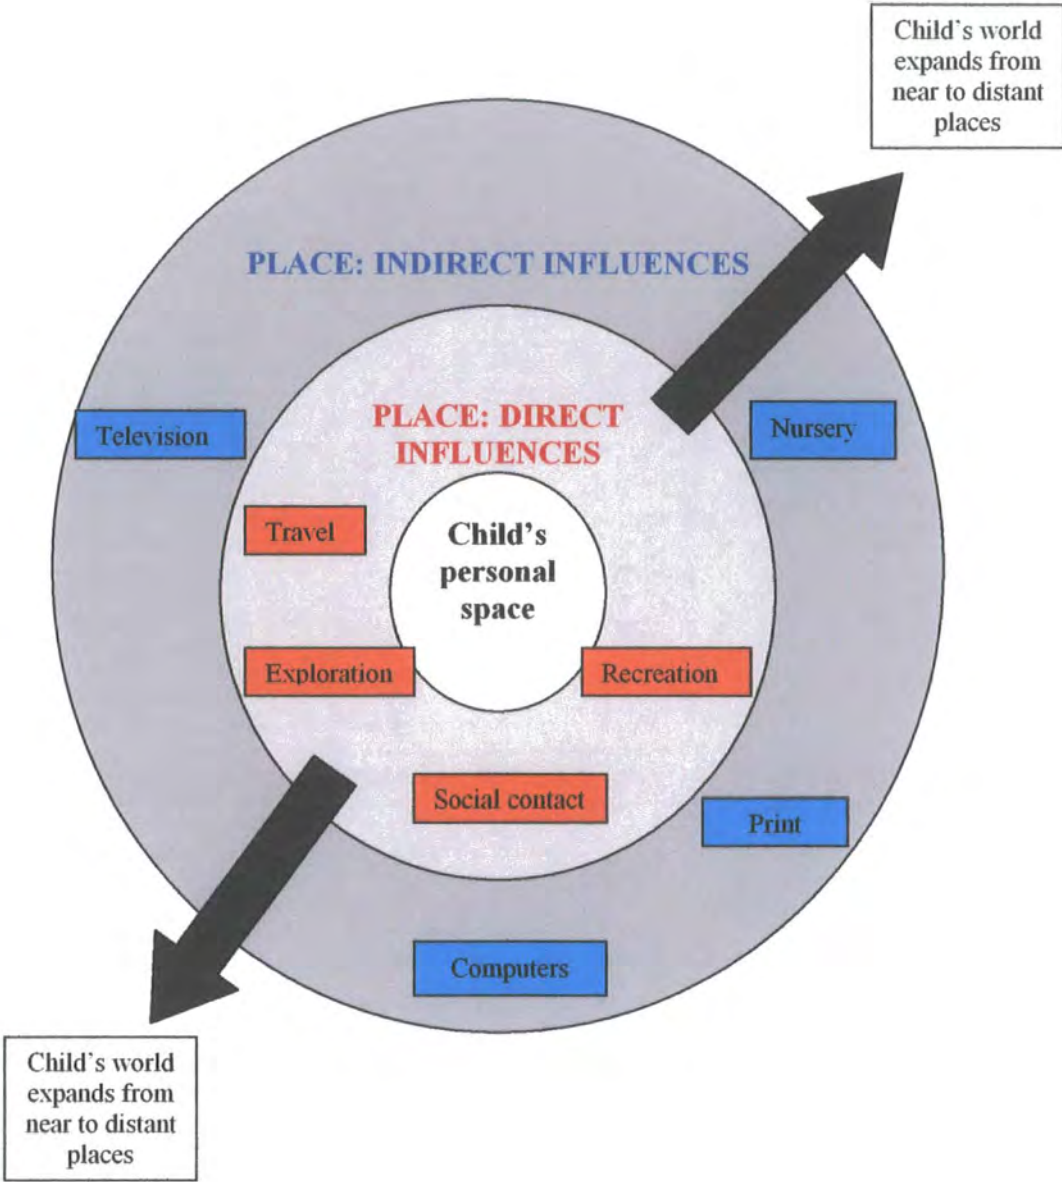 Child's world
expands from
near to distant
places
PLACE: INDIRECT INFLUENCES
PLACE: DIRECT
INFLUENCES
Television
Nursery
Travel
Child's
personal
space
Exploration
Recreation
Social contact
Print
Computers
Child's world
expands from
near to distant
places